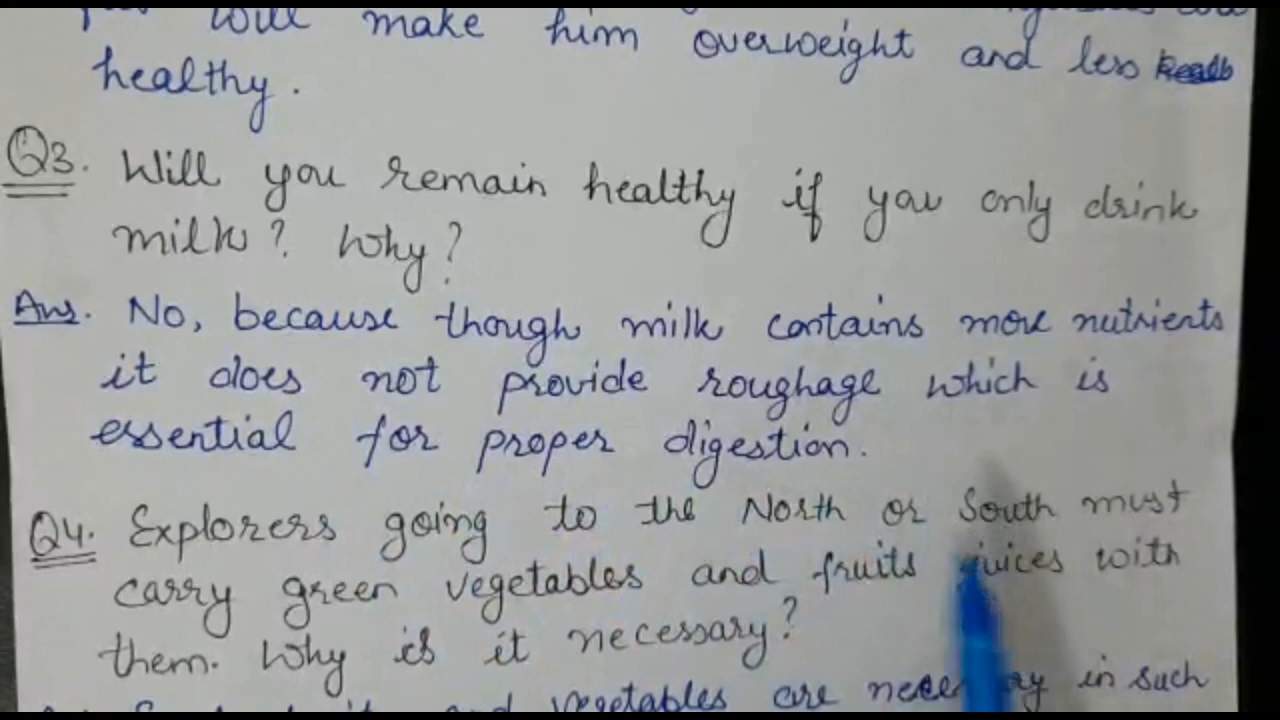 will make him overweight and less
healthy.
Q3. Will you remain healthy if you only drink
milk? Why?
Ans. No, because though milk contains more nutrients
it does not provide roughage which is
essential for proper digestion.
Q4. Explorers going to the North or South must
carry green vegetables and fruits juices with
them. Why is it necessary?
and vegetables are necessary in such